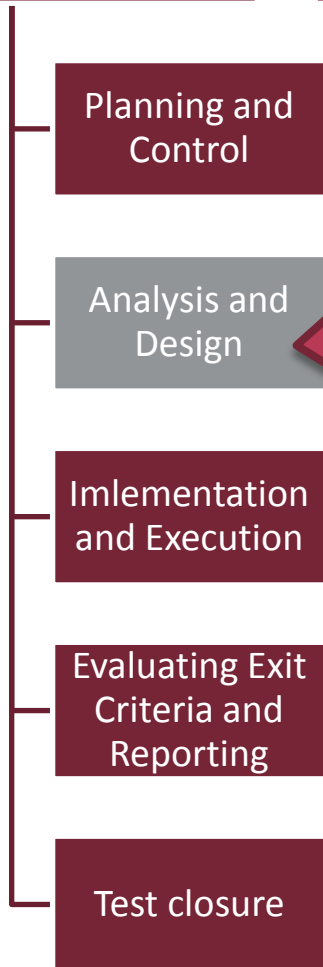 Planning and
Control
Analysis and
Design
Imlementation
and Execution
Evaluating Exit
Criteria and
Reporting
Test closure